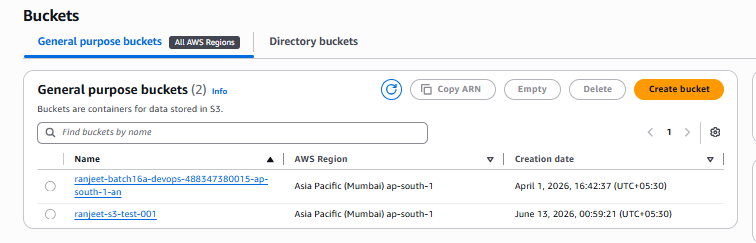 Buckets
General purpose buckets All AWS Regions Directory buckets
General purpose buckets (2) Info
Copy ARN Empty Delete Create bucket
Buckets are containers for data stored in S3.
Find buckets by name
1
Name AWS Region Creation date
ranjeet-batch16a-devops-488347380015-ap-
south-1-an
Asia Pacific (Mumbai) ap-south-1 April 1, 2026, 16:42:37 (UTC+05:30)
ranjeet-s3-test-001 Asia Pacific (Mumbai) ap-south-1 June 13, 2026, 00:59:21 (UTC+05:30)